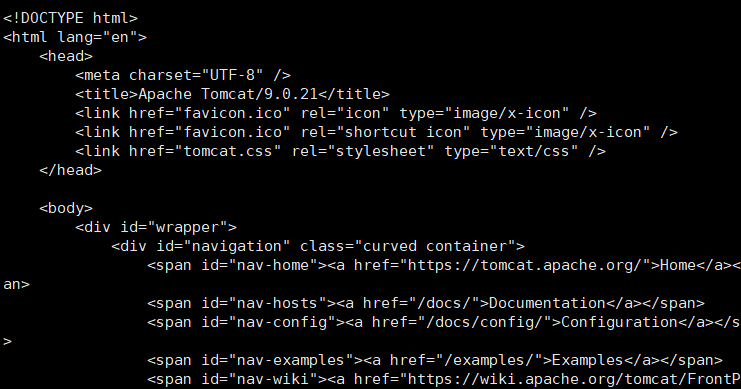 <!DOCTYPE html>
<html lang="en">
    <head>
        <meta charset="UTF-8" />
        <title>Apache Tomcat/9.0.21</title>
        <link href="favicon.ico" rel="icon" type="image/x-icon" />
        <link href="favicon.ico" rel="shortcut icon" type="image/x-icon" />
        <link href="tomcat.css" rel="stylesheet" type="text/css" />
    </head>

    <body>
        <div id="wrapper">
            <div id="navigation" class="curved container">
                <span id="nav-home"><a href="https://tomcat.apache.org/">Home</a><
an>
                <span id="nav-hosts"><a href="/docs/">Documentation</a></span>
                <span id="nav-config"><a href="/docs/config/">Configuration</a></s
>
                <span id="nav-examples"><a href="/examples/">Examples</a></span>
                <span id="nav-wiki"><a href="https://wiki.apache.org/tomcat/FrontP